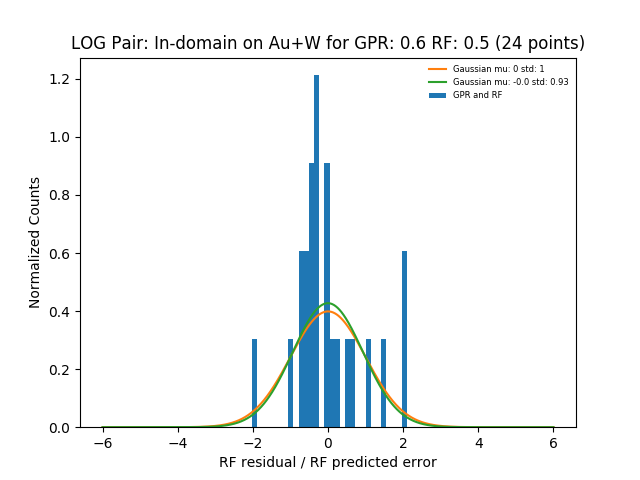 LOG Pair: In-domain on Au+W for GPR: 0.6 RF: 0.5 (24 points)
Gaussian mu: 0 std: 1
Gaussian mu: -0.0 std: 0.93
GPR and RF
Normalized Counts
1.2
1.0
0.8
0.6
0.4
0.2
0.0
−6 −4 −2 0 2 4 6
RF residual / RF predicted error